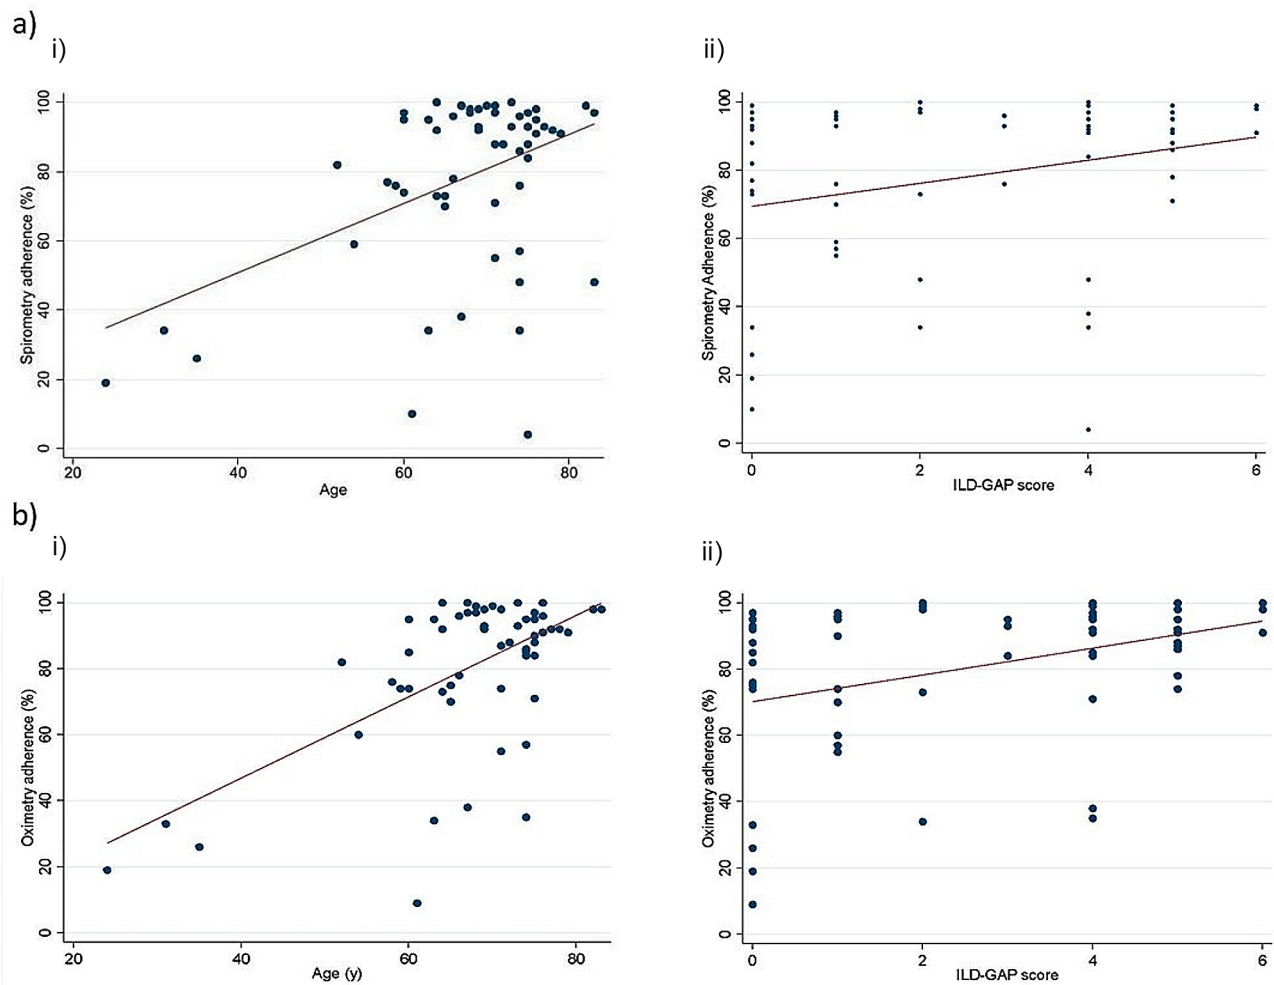 a)
i)
ii)
Spirometry adherence (%)
100
80
60
40
20
0
20 40 60 80
Age
Spirometry Adherence (%)
100
80
60
40
20
0
0 2 4 6
ILD-GAP score
b)
i)
ii)
Oximetry adherence (%)
100
80
60
40
20
0
20 40 60 80
Age (y)
Oximetry adherence (%)
100
80
60
40
20
0
0 2 4 6
ILD-GAP score